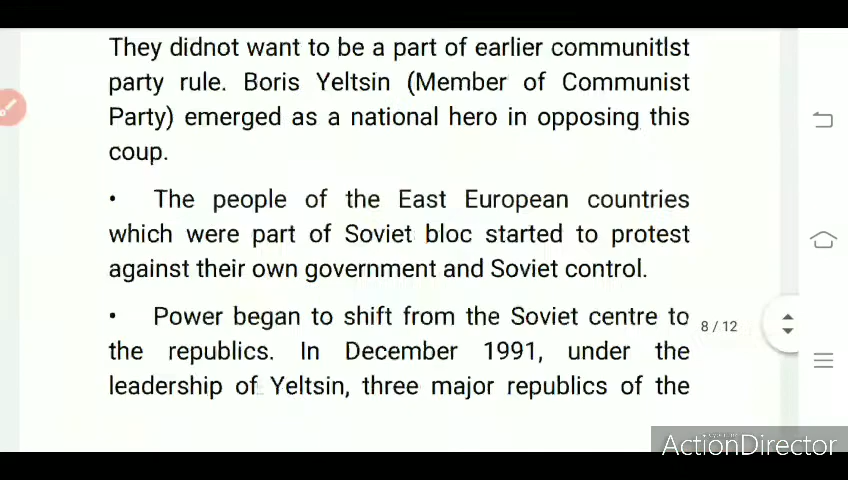 They didnot want to be a part of earlier communitlst
party rule. Boris Yeltsin (Member of Communist
Party) emerged as a national hero in opposing this
coup.
• The people of the East European countries
which were part of Soviet bloc started to protest
against their own government and Soviet control.
• Power began to shift from the Soviet centre to
the republics. In December 1991, under the
leadership of Yeltsin, three major republics of the
8 / 12
ActionDirector